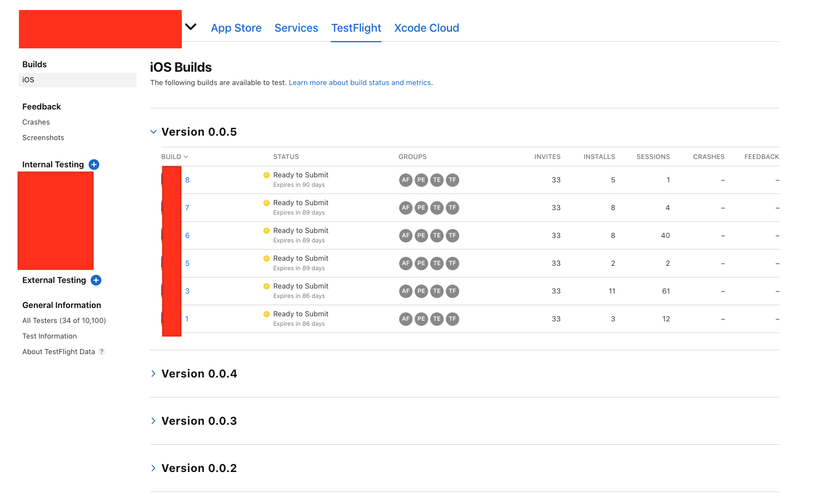 App Store Services TestFlight Xcode Cloud
Builds
iOS
Feedback
Crashes
Screenshots
Internal Testing
External Testing
General Information
All Testers (34 of 10,100)
Test Information
About TestFlight Data ?
iOS Builds
The following builds are available to test. Learn more about build status and metrics.
Version 0.0.5
BUILD STATUS GROUPS INVITES INSTALLS SESSIONS CRASHES FEEDBACK
8 Ready to Submit AF PE TE TF 33 5 1 – –
Expires in 90 days
7 Ready to Submit AF PE TE TF 33 8 4 – –
Expires in 89 days
6 Ready to Submit AF PE TE TF 33 8 40 – –
Expires in 89 days
5 Ready to Submit AF PE TE TF 33 2 2 – –
Expires in 89 days
3 Ready to Submit AF PE TE TF 33 11 61 – –
Expires in 86 days
1 Ready to Submit AF PE TE TF 33 3 12 – –
Expires in 86 days
Version 0.0.4
Version 0.0.3
Version 0.0.2